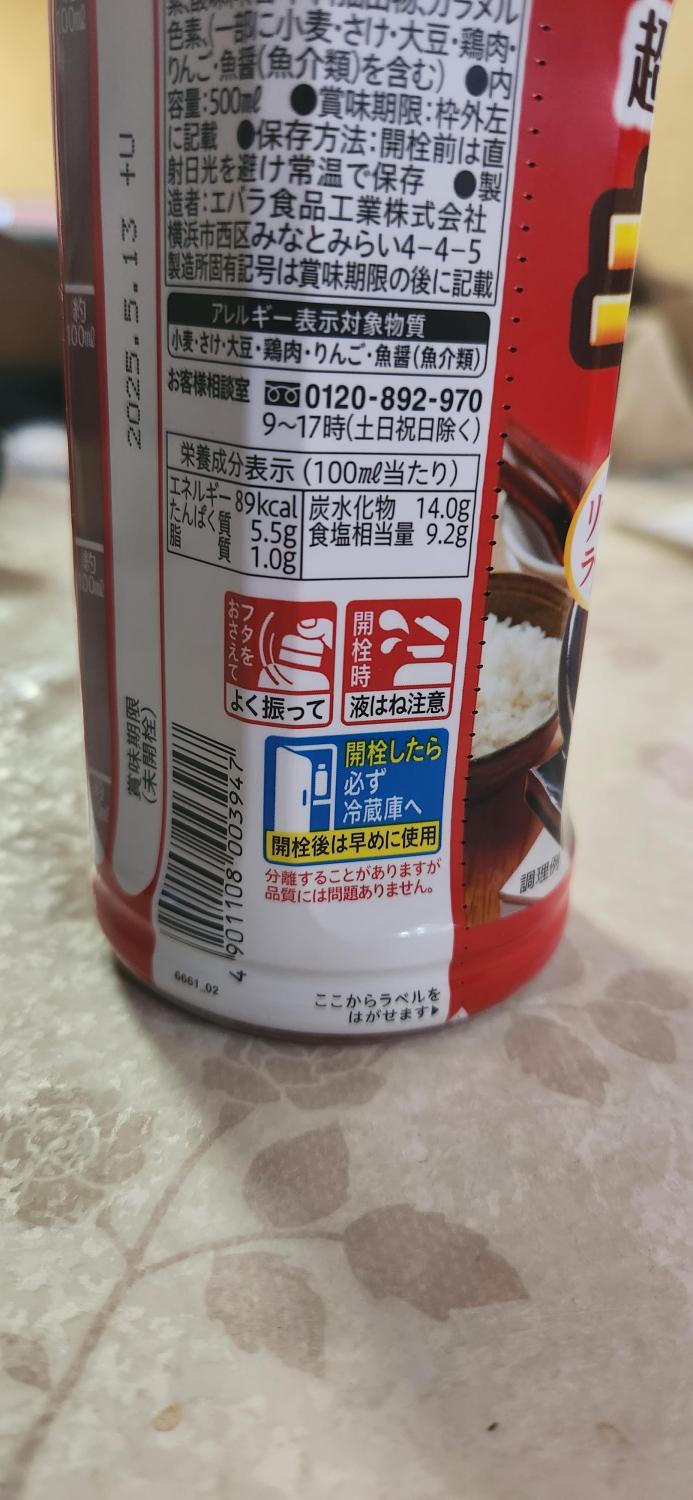 色素、(一部に小麦・さけ・大豆・鶏肉・
りんご・魚醤(魚介類)を含む) ●内
容量:500㎖ ●賞味期限:枠外左
に記載 ●保存方法:開栓前は直
射日光を避け常温で保存 ●製
造者:エバラ食品工業株式会社
横浜市西区みなとみらい4-4-5
製造所固有記号は賞味期限の後に記載
アレルギー表示対象物質
小麦・さけ・大豆・鶏肉・りんご・魚醤(魚介類)
お客様相談室 0120-892-970
9〜17時(土日祝日除く)
栄養成分表示(100㎖当たり)
エネルギー 89kcal 炭水化物 14.0g
たんぱく質 5.5g 食塩相当量 9.2g
脂質 1.0g
フタを
おさえて
よく振って
開栓時
液はね注意
開栓したら
必ず
冷蔵庫へ
開栓後は早めに使用
分離することがありますが
品質には問題ありません。
ここからラベルを
はがせます▶
4 901108 003947
6661_02
2025.5.13 +U
賞味期限
(未開栓)
約
100㎖
約
100㎖
超
調理例